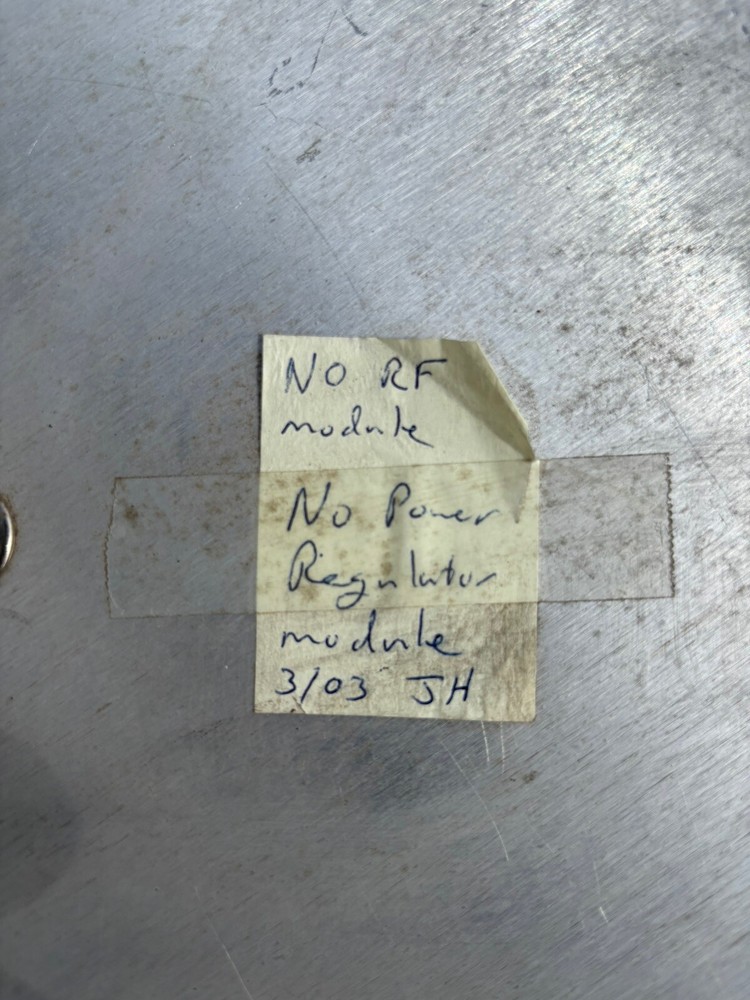 No RF
module
No Power
Regulator
module
3/03 JH